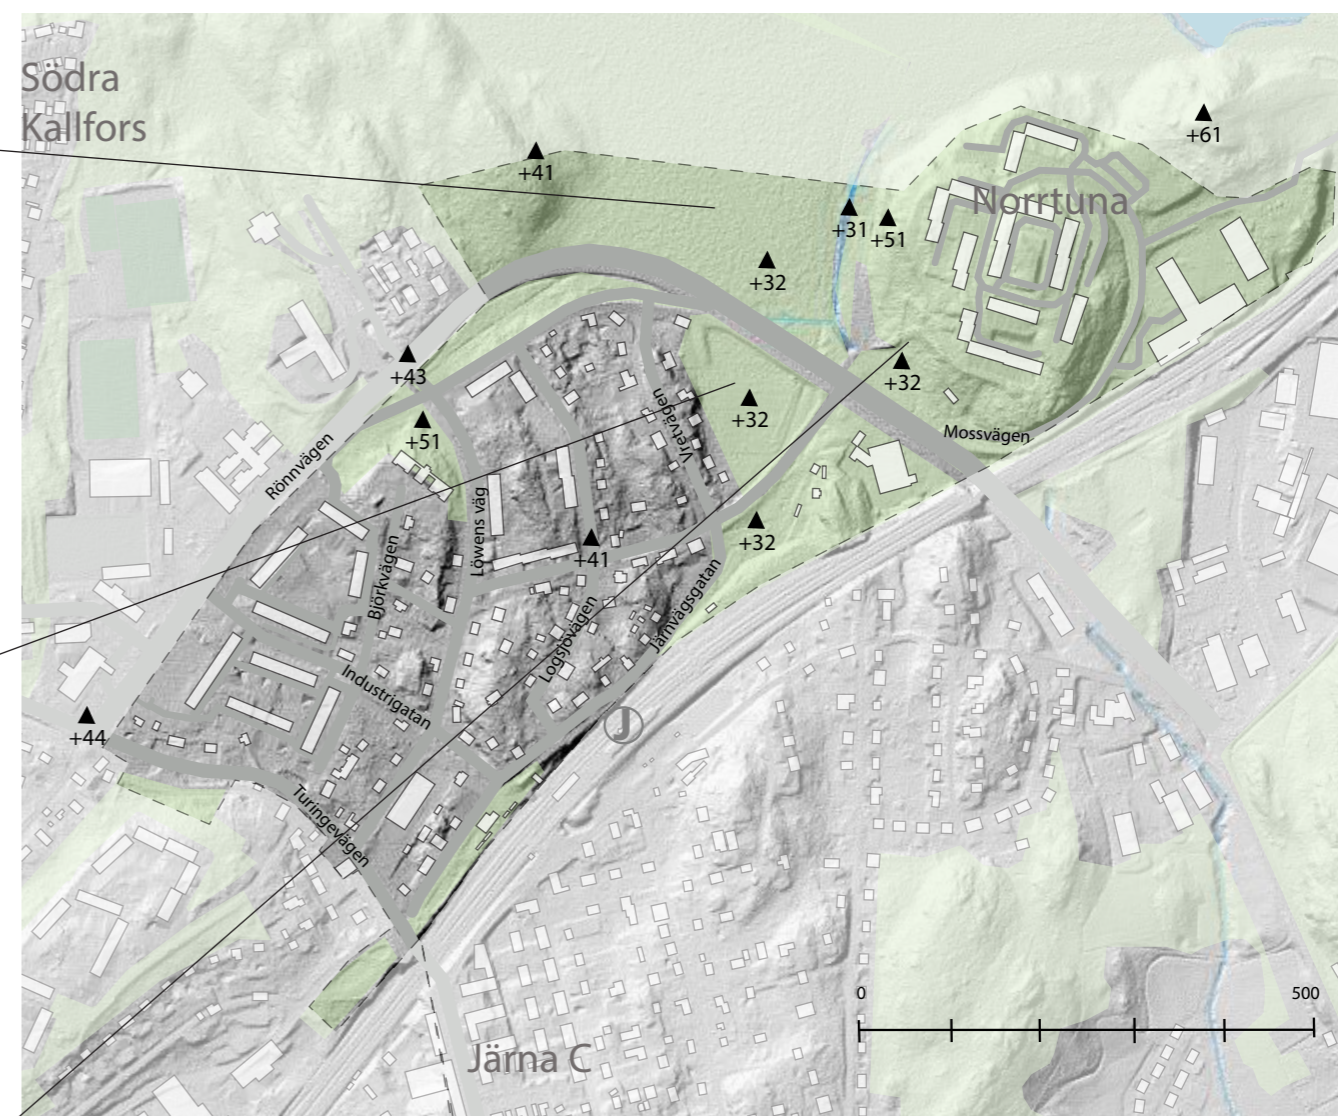 Södra
Kallfors
+61
+41
Norrtuna
+31
+51
+32
+43
+32
+32
Vretvägen
+51
Mossvägen
Rönnvägen
Löwens väg
+32
+41
Björkvägen
Järnvägsgatan
Logsjövägen
Industrigatan
+44
J
Turingevägen
0
500
Järna C